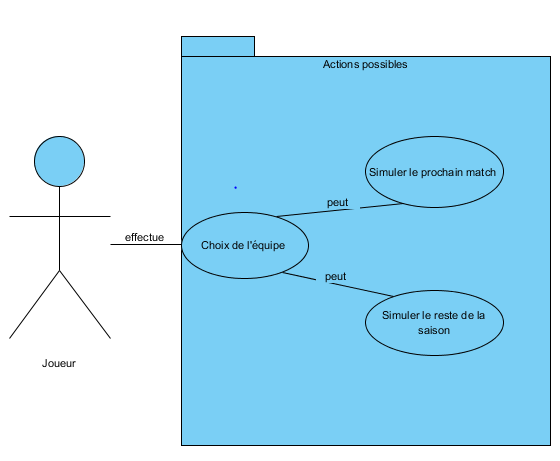 Actions possibles
Simuler le prochain match
peut
effectue
Choix de l'équipe
peut
Simuler le reste de la
saison
Joueur